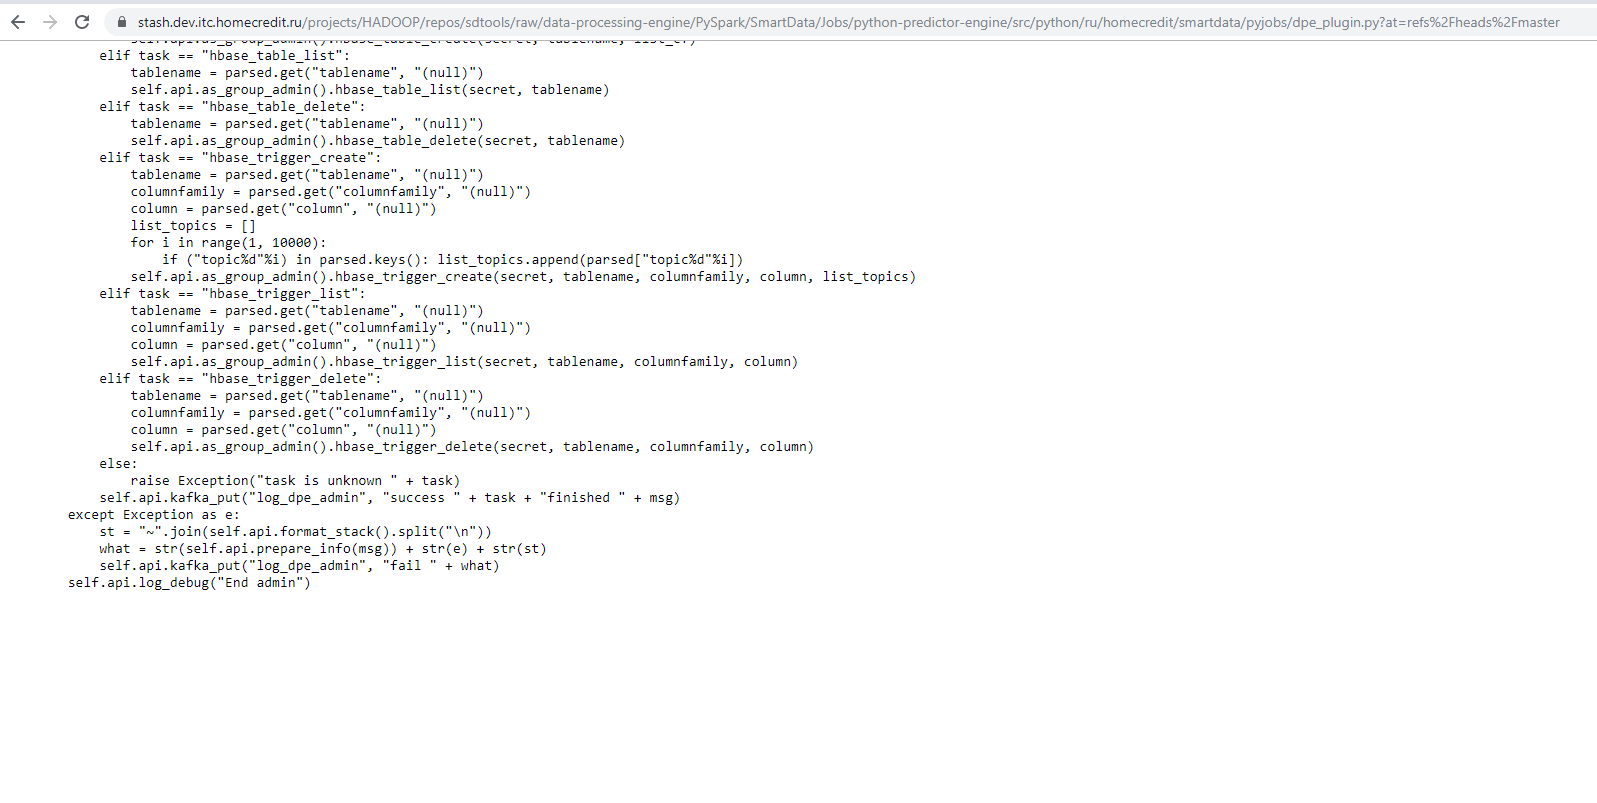 stash.dev.itc.homecredit.ru/projects/HADOOP/repos/sdtools/raw/data-processing-engine/PySpark/SmartData/Jobs/python-predictor-engine/src/python/ru/homecredit/smartdata/pyjobs/dpe_plugin.py?at=refs%2Fheads%2Fmaster
self.api.as_group_admin().hbase_table_create(secret, tablename, list_cf)
elif task == "hbase_table_list":
tablename = parsed.get("tablename", "(null)")
self.api.as_group_admin().hbase_table_list(secret, tablename)
elif task == "hbase_table_delete":
tablename = parsed.get("tablename", "(null)")
self.api.as_group_admin().hbase_table_delete(secret, tablename)
elif task == "hbase_trigger_create":
tablename = parsed.get("tablename", "(null)")
columnfamily = parsed.get("columnfamily", "(null)")
column = parsed.get("column", "(null)")
list_topics = []
for i in range(1, 10000):
if ("topic%d"%i) in parsed.keys(): list_topics.append(parsed["topic%d"%i])
self.api.as_group_admin().hbase_trigger_create(secret, tablename, columnfamily, column, list_topics)
elif task == "hbase_trigger_list":
tablename = parsed.get("tablename", "(null)")
columnfamily = parsed.get("columnfamily", "(null)")
column = parsed.get("column", "(null)")
self.api.as_group_admin().hbase_trigger_list(secret, tablename, columnfamily, column)
elif task == "hbase_trigger_delete":
tablename = parsed.get("tablename", "(null)")
columnfamily = parsed.get("columnfamily", "(null)")
column = parsed.get("column", "(null)")
self.api.as_group_admin().hbase_trigger_delete(secret, tablename, columnfamily, column)
else:
raise Exception("task is unknown " + task)
self.api.kafka_put("log_dpe_admin", "success " + task + "finished " + msg)
except Exception as e:
st = "~".join(self.api.format_stack().split("\n"))
what = str(self.api.prepare_info(msg)) + str(e) + str(st)
self.api.kafka_put("log_dpe_admin", "fail " + what)
self.api.log_debug("End admin")